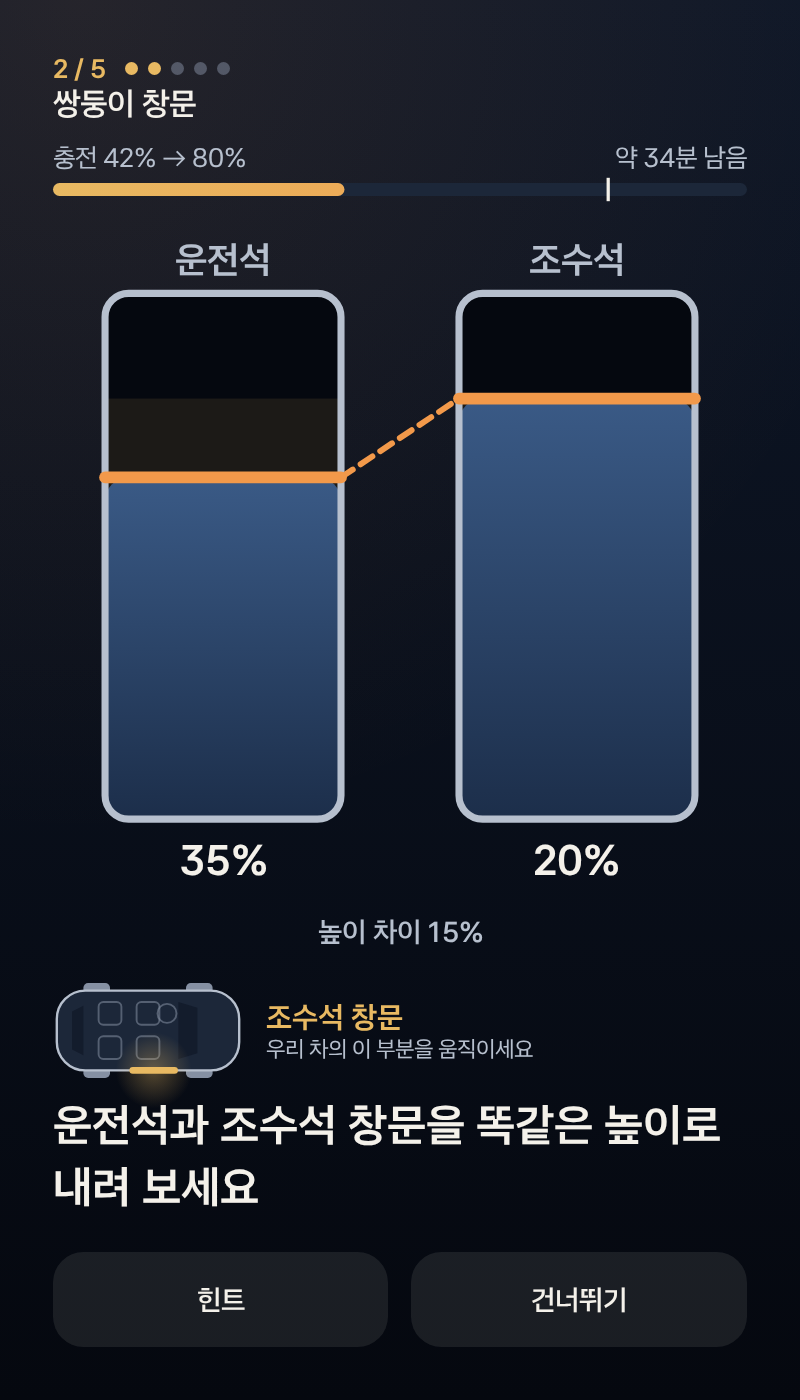 2 / 5
쌍둥이 창문
충전 42% → 80%
약 34분 남음
운전석
조수석
35%
20%
높이 차이 15%
조수석 창문
우리 차의 이 부분을 움직이세요
운전석과 조수석 창문을 똑같은 높이로
내려 보세요
힌트
건너뛰기